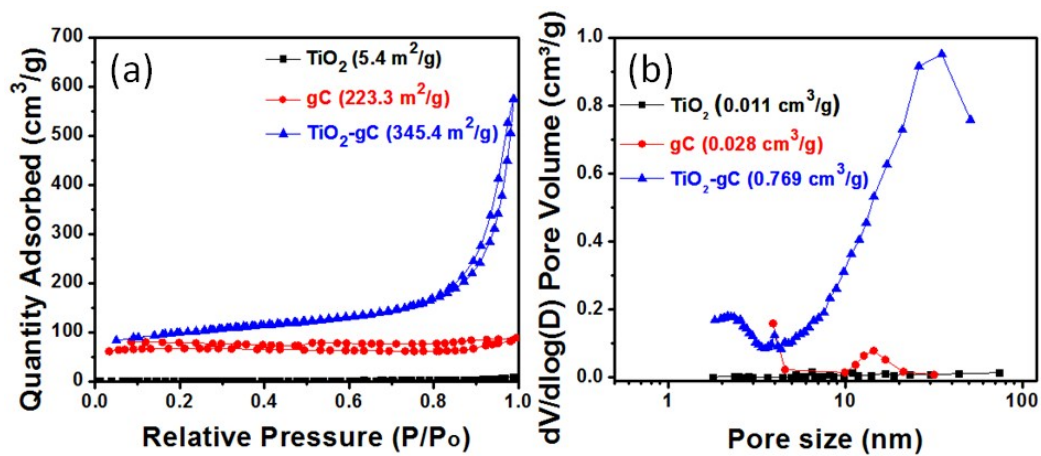 (a)
TiO₂ (5.4 m²/g)
gC (223.3 m²/g)
TiO₂-gC (345.4 m²/g)
Quantity Adsorbed (cm³/g)
700
600
500
400
300
200
100
0
0.0 0.2 0.4 0.6 0.8 1.0
Relative Pressure (P/Po)
(b)
TiO₂ (0.011 cm³/g)
gC (0.028 cm³/g)
TiO₂-gC (0.769 cm³/g)
dV/dlog(D) Pore Volume (cm³/g)
1.0
0.8
0.6
0.4
0.2
0.0
1 10 100
Pore size (nm)